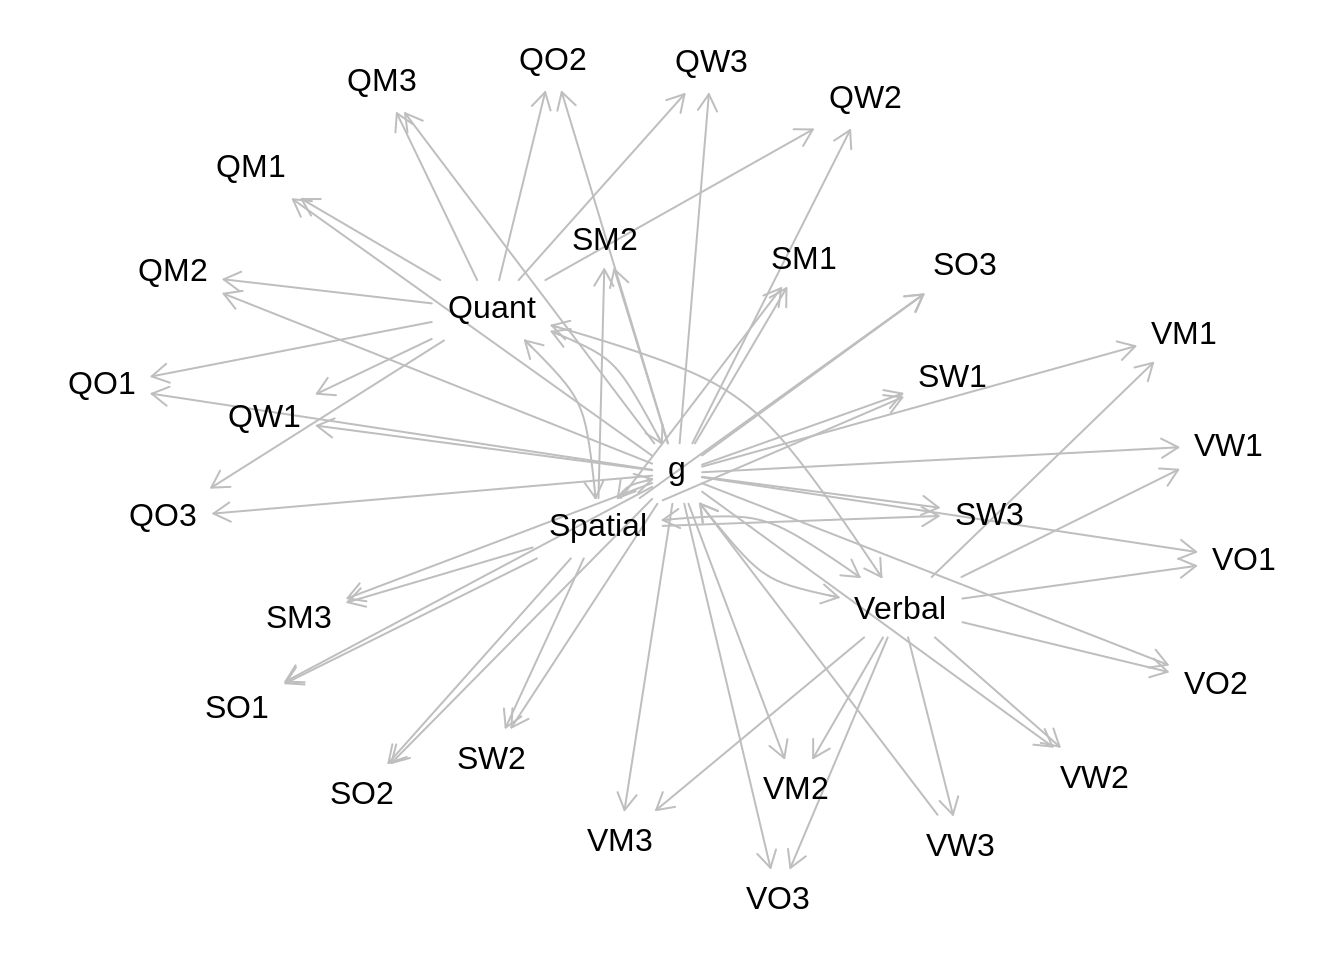 QO2
QW3
QM3
QW2
QM1
SM2
SM1
SO3
QM2
Quant
VM1
SW1
QO1
QW1
VW1
g
QO3
SW3
Spatial
VO1
Verbal
SM3
VO2
SO1
SW2
VW2
VM2
SO2
VM3
VW3
VO3